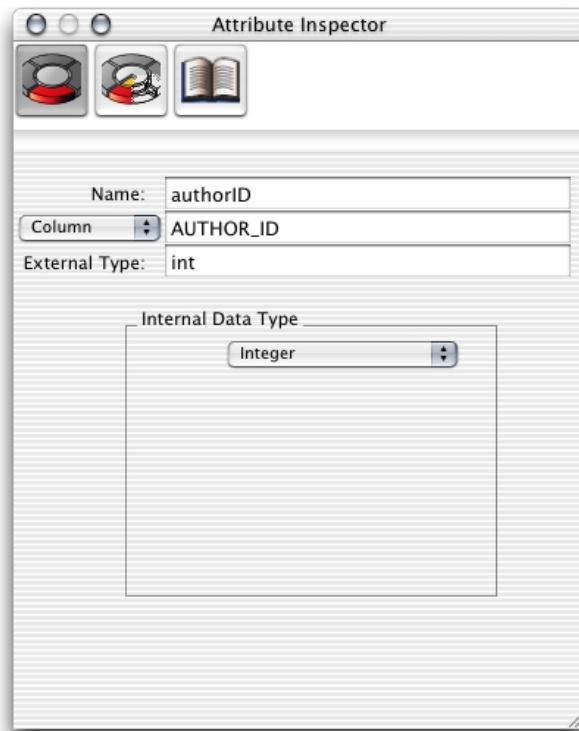 Attribute Inspector
Name: authorID
Column AUTHOR_ID
External Type: int
Internal Data Type
Integer